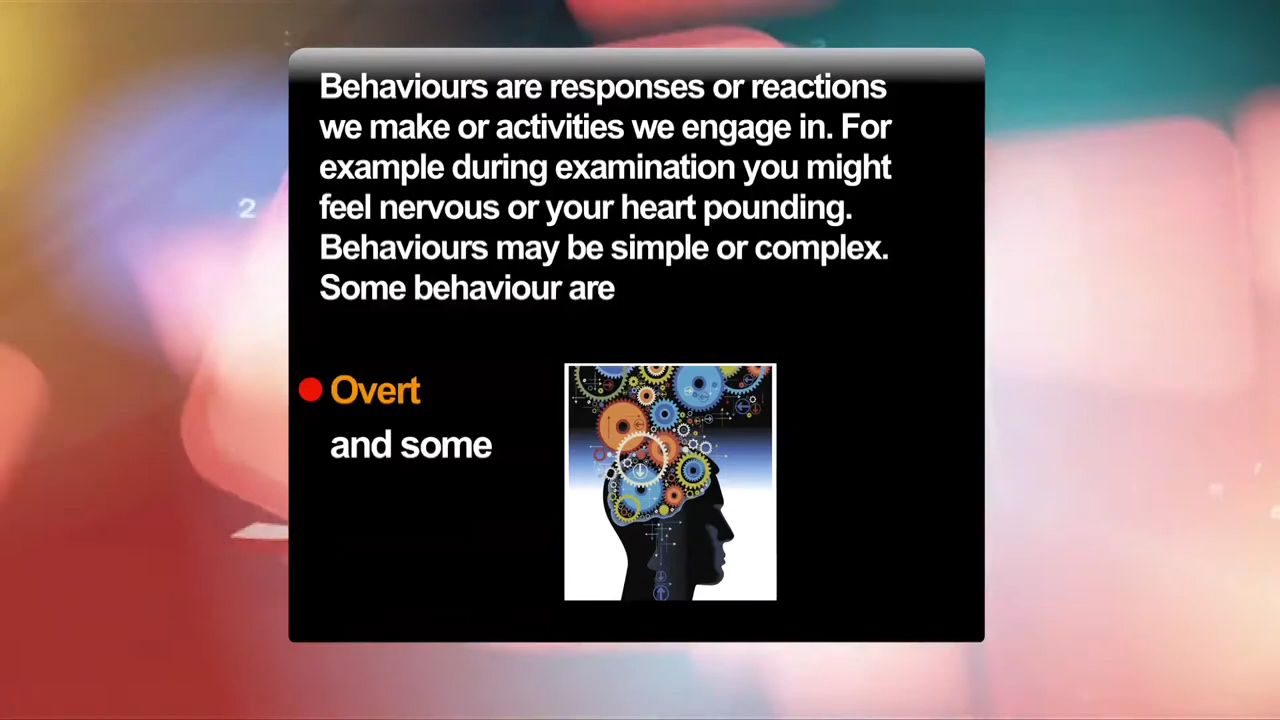 Behaviours are responses or reactions
we make or activities we engage in. For
example during examination you might
feel nervous or your heart pounding.
Behaviours may be simple or complex.
Some behaviour are
Overt
and some
2